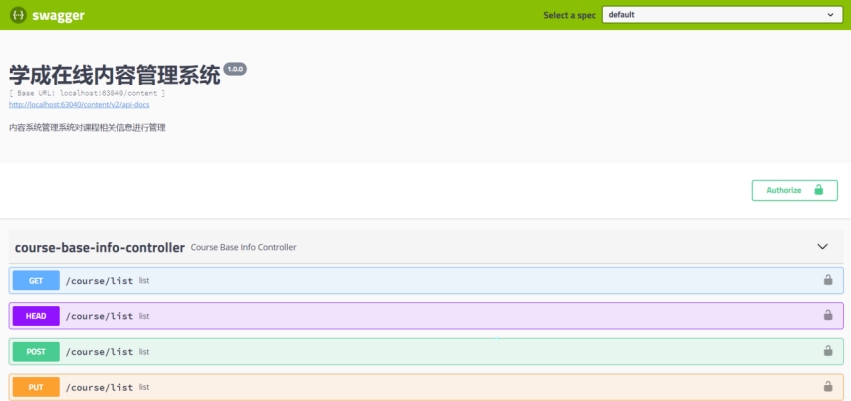 swagger
Select a spec default
学成在线内容管理系统 1.0.0
[ Base URL: localhost:63040/content ]
http://localhost:63040/content/v2/api-docs
内容系统管理系统对课程相关信息进行管理
Authorize
course-base-info-controller Course Base Info Controller
GET /course/list list
HEAD /course/list list
POST /course/list list
PUT /course/list list